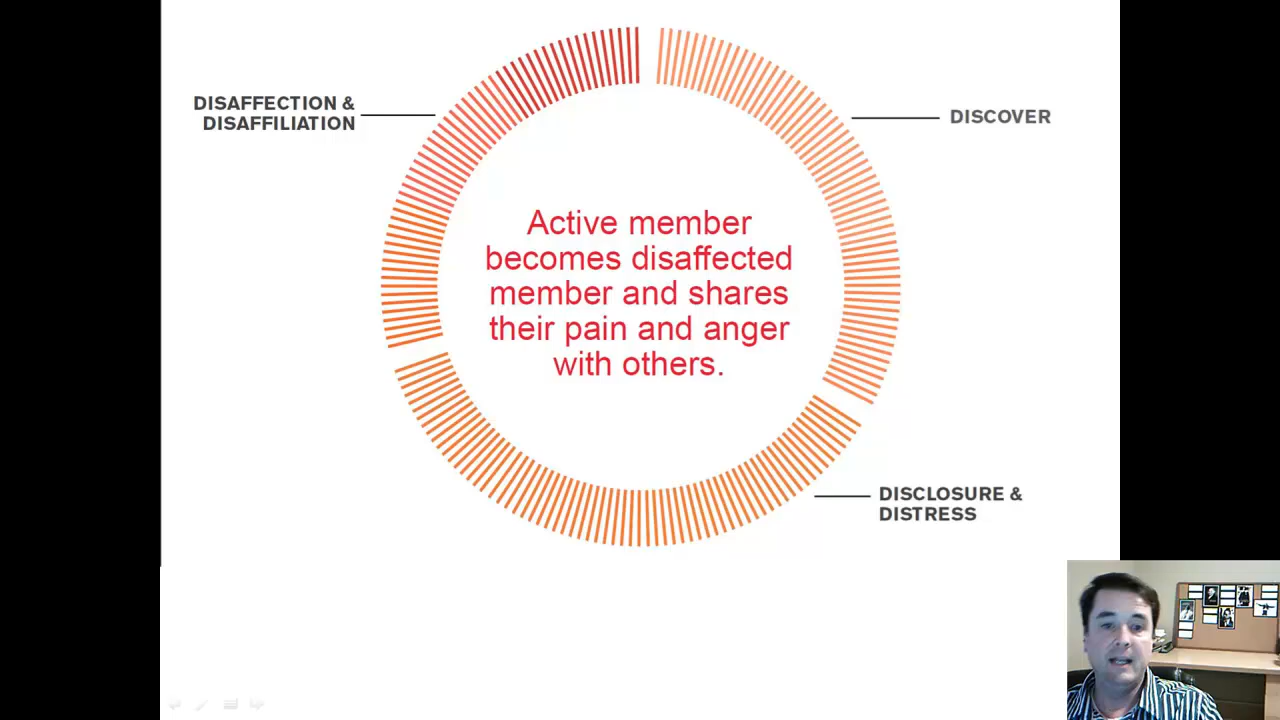 DISAFFECTION &
DISAFFILIATION
DISCOVER
Active member
becomes disaffected
member and shares
their pain and anger
with others.
DISCLOSURE &
DISTRESS